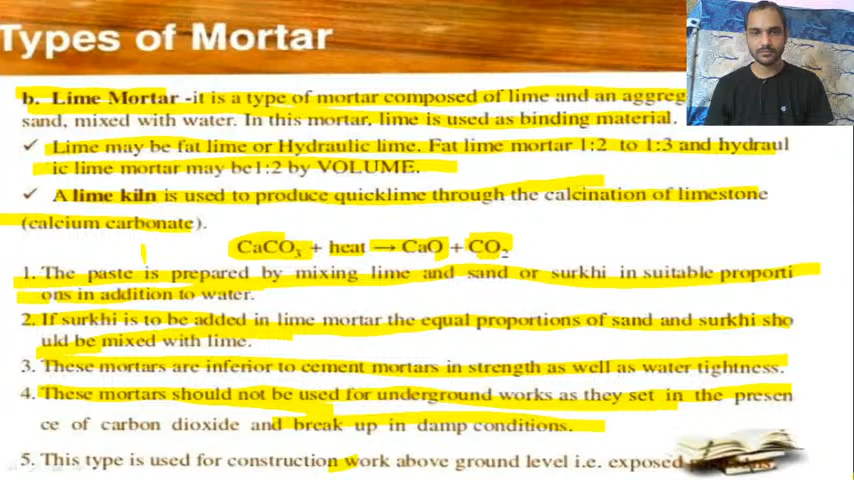 Types of Mortar
b. Lime Mortar -it is a type of mortar composed of lime and an aggreg
sand, mixed with water. In this mortar, lime is used as binding material.
✓ Lime may be fat lime or Hydraulic lime. Fat lime mortar 1:2 to 1:3 and hydraul
ic lime mortar may be1:2 by VOLUME.
✓ A lime kiln is used to produce quicklime through the calcination of limestone
(calcium carbonate).
CaCO₃ + heat → CaO + CO₂
1. The paste is prepared by mixing lime and sand or surkhi in suitable proporti
ons in addition to water.
2. If surkhi is to be added in lime mortar the equal proportions of sand and surkhi sho
uld be mixed with lime.
3. These mortars are inferior to cement mortars in strength as well as water tightness.
4. These mortars should not be used for underground works as they set in the presen
ce of carbon dioxide and break up in damp conditions.
5. This type is used for construction work above ground level i.e. exposed